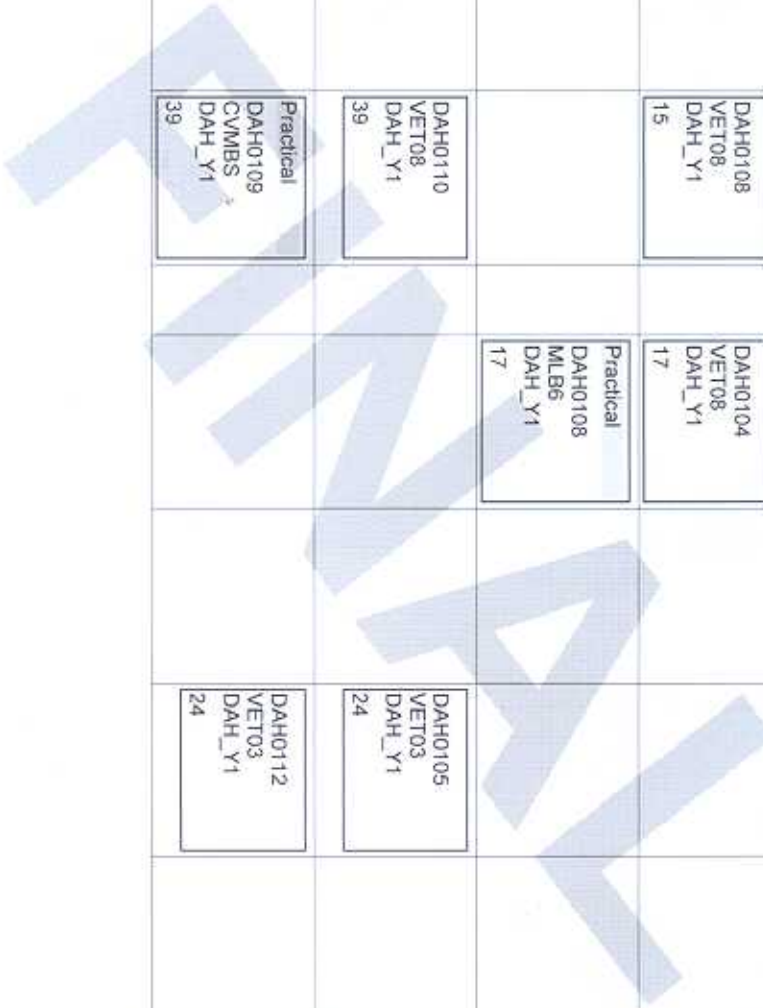 DAH0108
VET08
DAH_Y1
15
DAH0104
VET08
DAH_Y1
17
Practical
DAH0108
MLB6
DAH_Y1
17
DAH0110
VET08
DAH_Y1
39
DAH0105
VET03
DAH_Y1
24
Practical
DAH0109
CVMBS
DAH_Y1
39
DAH0112
VET03
DAH_Y1
24
FINAL